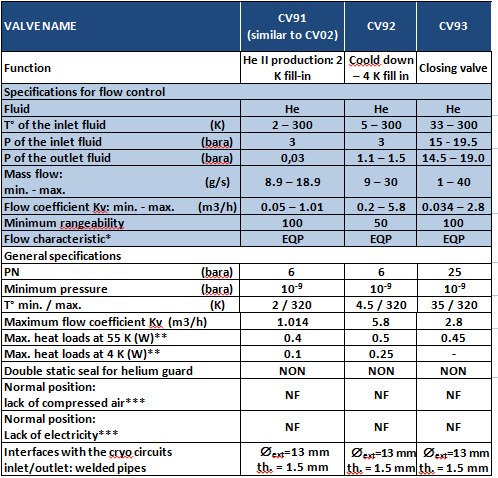 VALVE NAME CV91 (similar to CV02) CV92 CV93
Function He II production: 2 K fill-in Coold down – 4 K fill in Closing valve
Specifications for flow control
Fluid He He He
T° of the inlet fluid (K) 2 – 300 5 – 300 33 – 300
P of the inlet fluid (bara) 3 3 15 - 19.5
P of the outlet fluid (bara) 0,03 1.1 – 1.5 14.5 – 19.0
Mass flow: min. - max. (g/s) 8.9 – 18.9 9 – 30 1 – 40
Flow coefficient Kv: min. - max. (m3/h) 0.05 – 1.01 0.2 – 5.8 0.034 – 2.8
Minimum rangeability 100 50 100
Flow characteristic* EQP EQP EQP
General specifications
PN (bara) 6 6 25
Minimum pressure (bara) 10⁻⁹ 10⁻⁹ 10⁻⁹
T° min. / max. (K) 2 / 320 4.5 / 320 35 / 320
Maximum flow coefficient Kv (m3/h) 1.014 5.8 2.8
Max. heat loads at 55 K (W)** 0.4 0.5 0.45
Max. heat loads at 4 K (W)** 0.1 0.25 -
Double static seal for helium guard NON NON NON
Normal position: lack of compressed air*** NF NF NF
Normal position: Lack of electricity*** NF NF NF
Interfaces with the cryo circuits Øext=13 mm Øext=13 mm Øext=13 mm
inlet/outlet: welded pipes th. = 1.5 mm th. = 1.5 mm th. = 1.5 mm